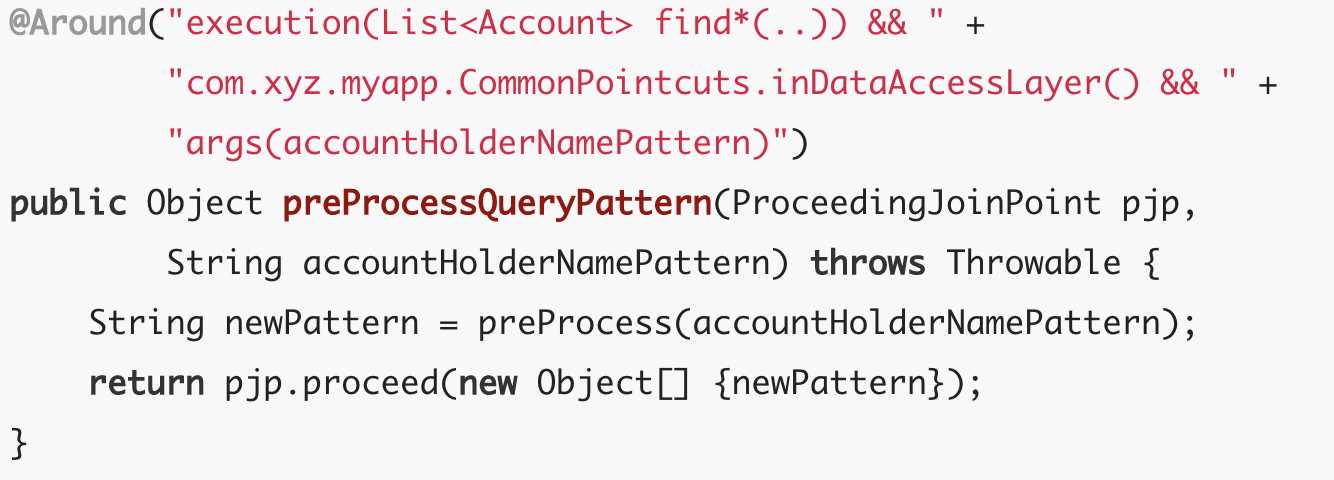 @Around("execution(List<Account> find*(..)) && " +
        "com.xyz.myapp.CommonPointcuts.inDataAccessLayer() && " +
        "args(accountHolderNamePattern)")
public Object preProcessQueryPattern(ProceedingJoinPoint pjp,
        String accountHolderNamePattern) throws Throwable {
    String newPattern = preProcess(accountHolderNamePattern);
    return pjp.proceed(new Object[] {newPattern});
}